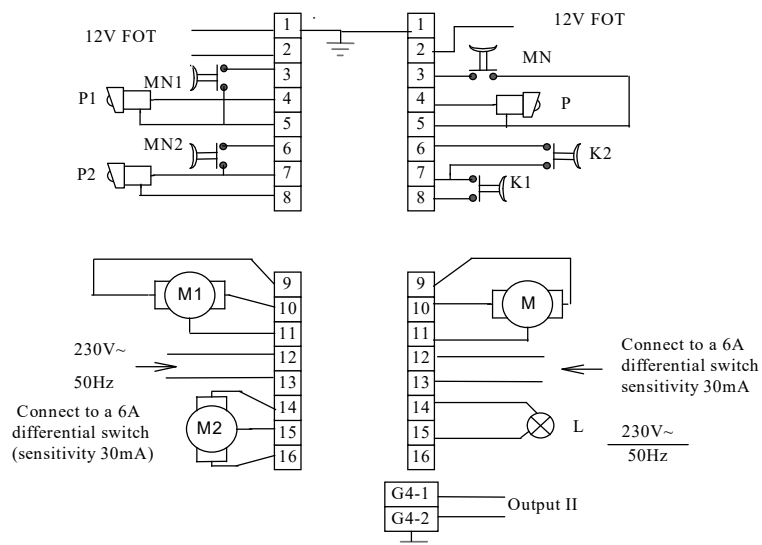 12V FOT
1
2
3
4
5
6
7
8
MN1
P1
MN2
P2
1
2
3
4
5
6
7
8
12V FOT
MN
P
K2
K1
9
10
11
12
13
14
15
16
M1
230V~
50Hz
Connect to a 6A
differential switch
(sensitivity 30mA)
M2
9
10
11
12
13
14
15
16
M
Connect to a 6A
differential switch
sensitivity 30mA
L
230V~
50Hz
G4-1
G4-2
Output II